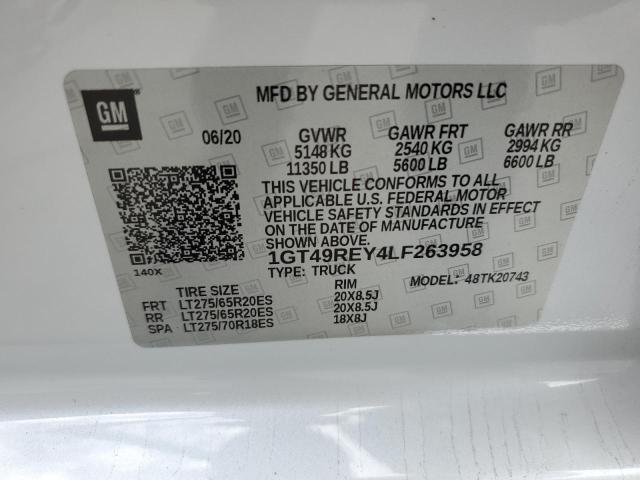 GM
MFD BY GENERAL MOTORS LLC
06/20 GVWR GAWR FRT GAWR RR
5148 KG 2540 KG 2994 KG
11350 LB 5600 LB 6600 LB
THIS VEHICLE CONFORMS TO ALL
APPLICABLE U.S. FEDERAL MOTOR
VEHICLE SAFETY STANDARDS IN EFFECT
ON THE DATE OF MANUFACTURE
SHOWN ABOVE.
1GT49REY4LF263958
140X
TYPE: TRUCK MODEL: 48TK20743
TIRE SIZE RIM
FRT LT275/65R20ES 20X8.5J
RR LT275/65R20ES 20X8.5J
SPA LT275/70R18ES 18X8J